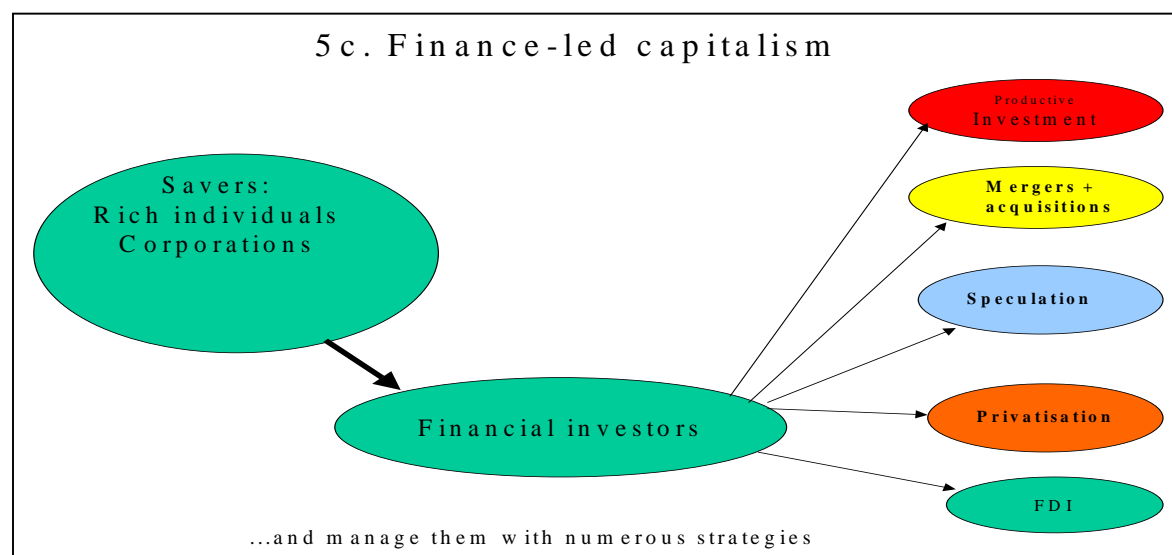 5c. Finance-led capitalism
Savers:
Rich individuals
Corporations
Financial investors
Productive
Investment
Mergers +
acquisitions
Speculation
Privatisation
FDI
...and manage them with numerous strategies